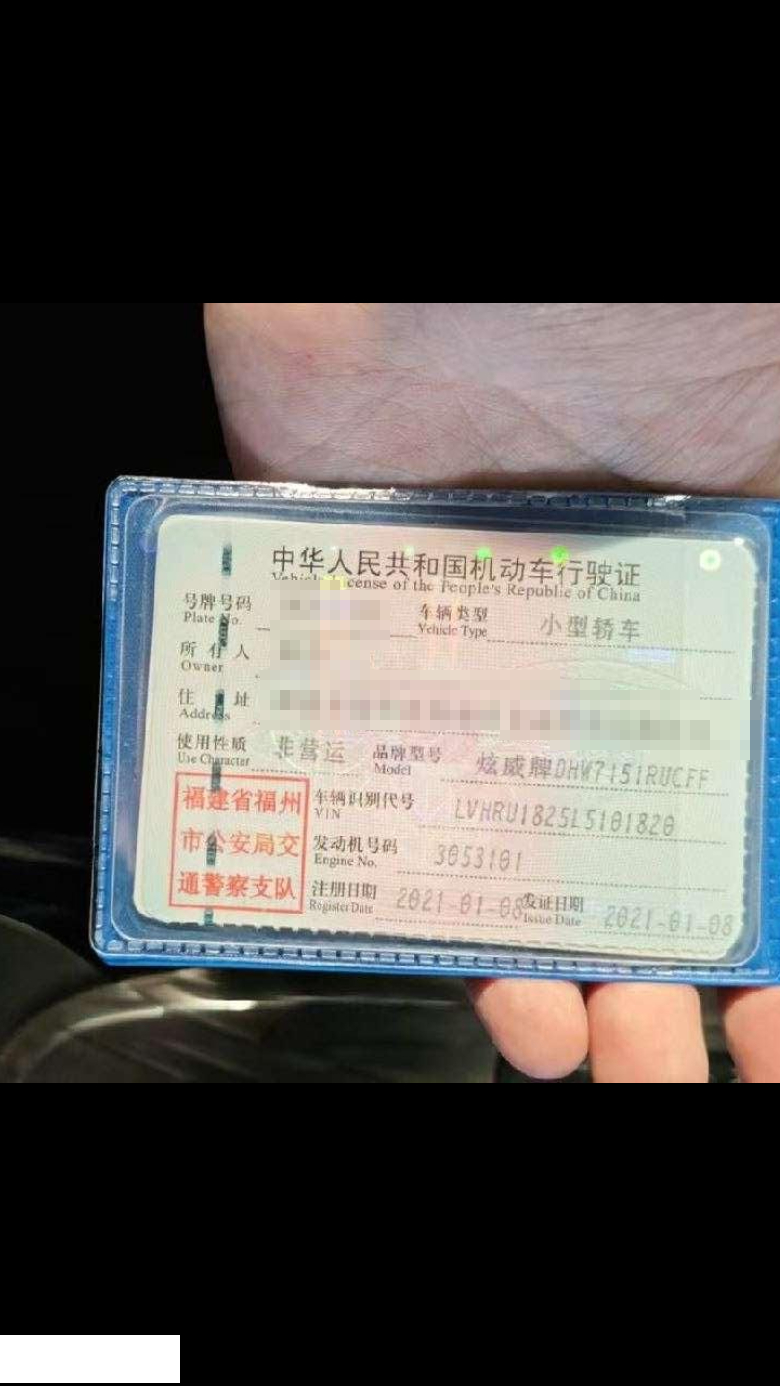 中华人民共和国机动车行驶证
Vehicle License of the People's Republic of China
号牌号码
Plate No.
车辆类型 小型轿车
Vehicle Type
所有人
Owner
住址
Address
使用性质 非营运
Use Character
品牌型号 炫威牌DHW7151RUCFF
Model
福建省福州
市公安局交
通警察支队
车辆识别代号 LVHRU1825L5101820
VIN
发动机号码 3053101
Engine No.
注册日期 2021-01-08
Register Date
发证日期 2021-01-08
Issue Date